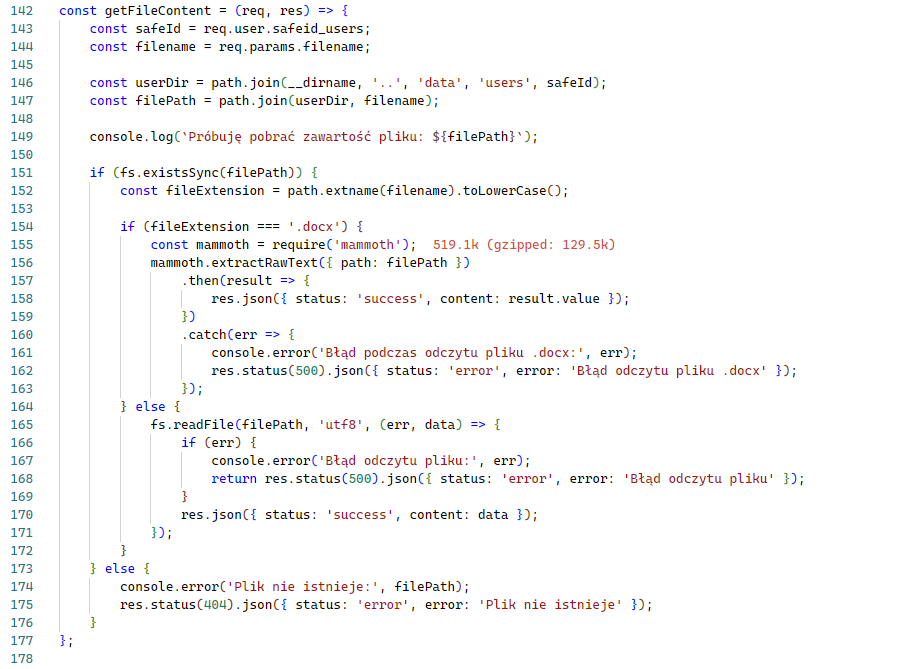 142 const getFileContent = (req, res) => {
143     const safeId = req.user.safeid_users;
144     const filename = req.params.filename;
145
146     const userDir = path.join(__dirname, '..', 'data', 'users', safeId);
147     const filePath = path.join(userDir, filename);
148
149     console.log(`Próbuję pobrać zawartość pliku: ${filePath}`);
150
151     if (fs.existsSync(filePath)) {
152         const fileExtension = path.extname(filename).toLowerCase();
153
154         if (fileExtension === '.docx') {
155             const mammoth = require('mammoth');  519.1k (gzipped: 129.5k)
156             mammoth.extractRawText({ path: filePath })
157                 .then(result => {
158                     res.json({ status: 'success', content: result.value });
159                 })
160                 .catch(err => {
161                     console.error('Błąd podczas odczytu pliku .docx:', err);
162                     res.status(500).json({ status: 'error', error: 'Błąd odczytu pliku .docx' });
163                 });
164         } else {
165             fs.readFile(filePath, 'utf8', (err, data) => {
166                 if (err) {
167                     console.error('Błąd odczytu pliku:', err);
168                     return res.status(500).json({ status: 'error', error: 'Błąd odczytu pliku' });
169                 }
170                 res.json({ status: 'success', content: data });
171             });
172         }
173     } else {
174         console.error('Plik nie istnieje:', filePath);
175         res.status(404).json({ status: 'error', error: 'Plik nie istnieje' });
176     }
177 };
178